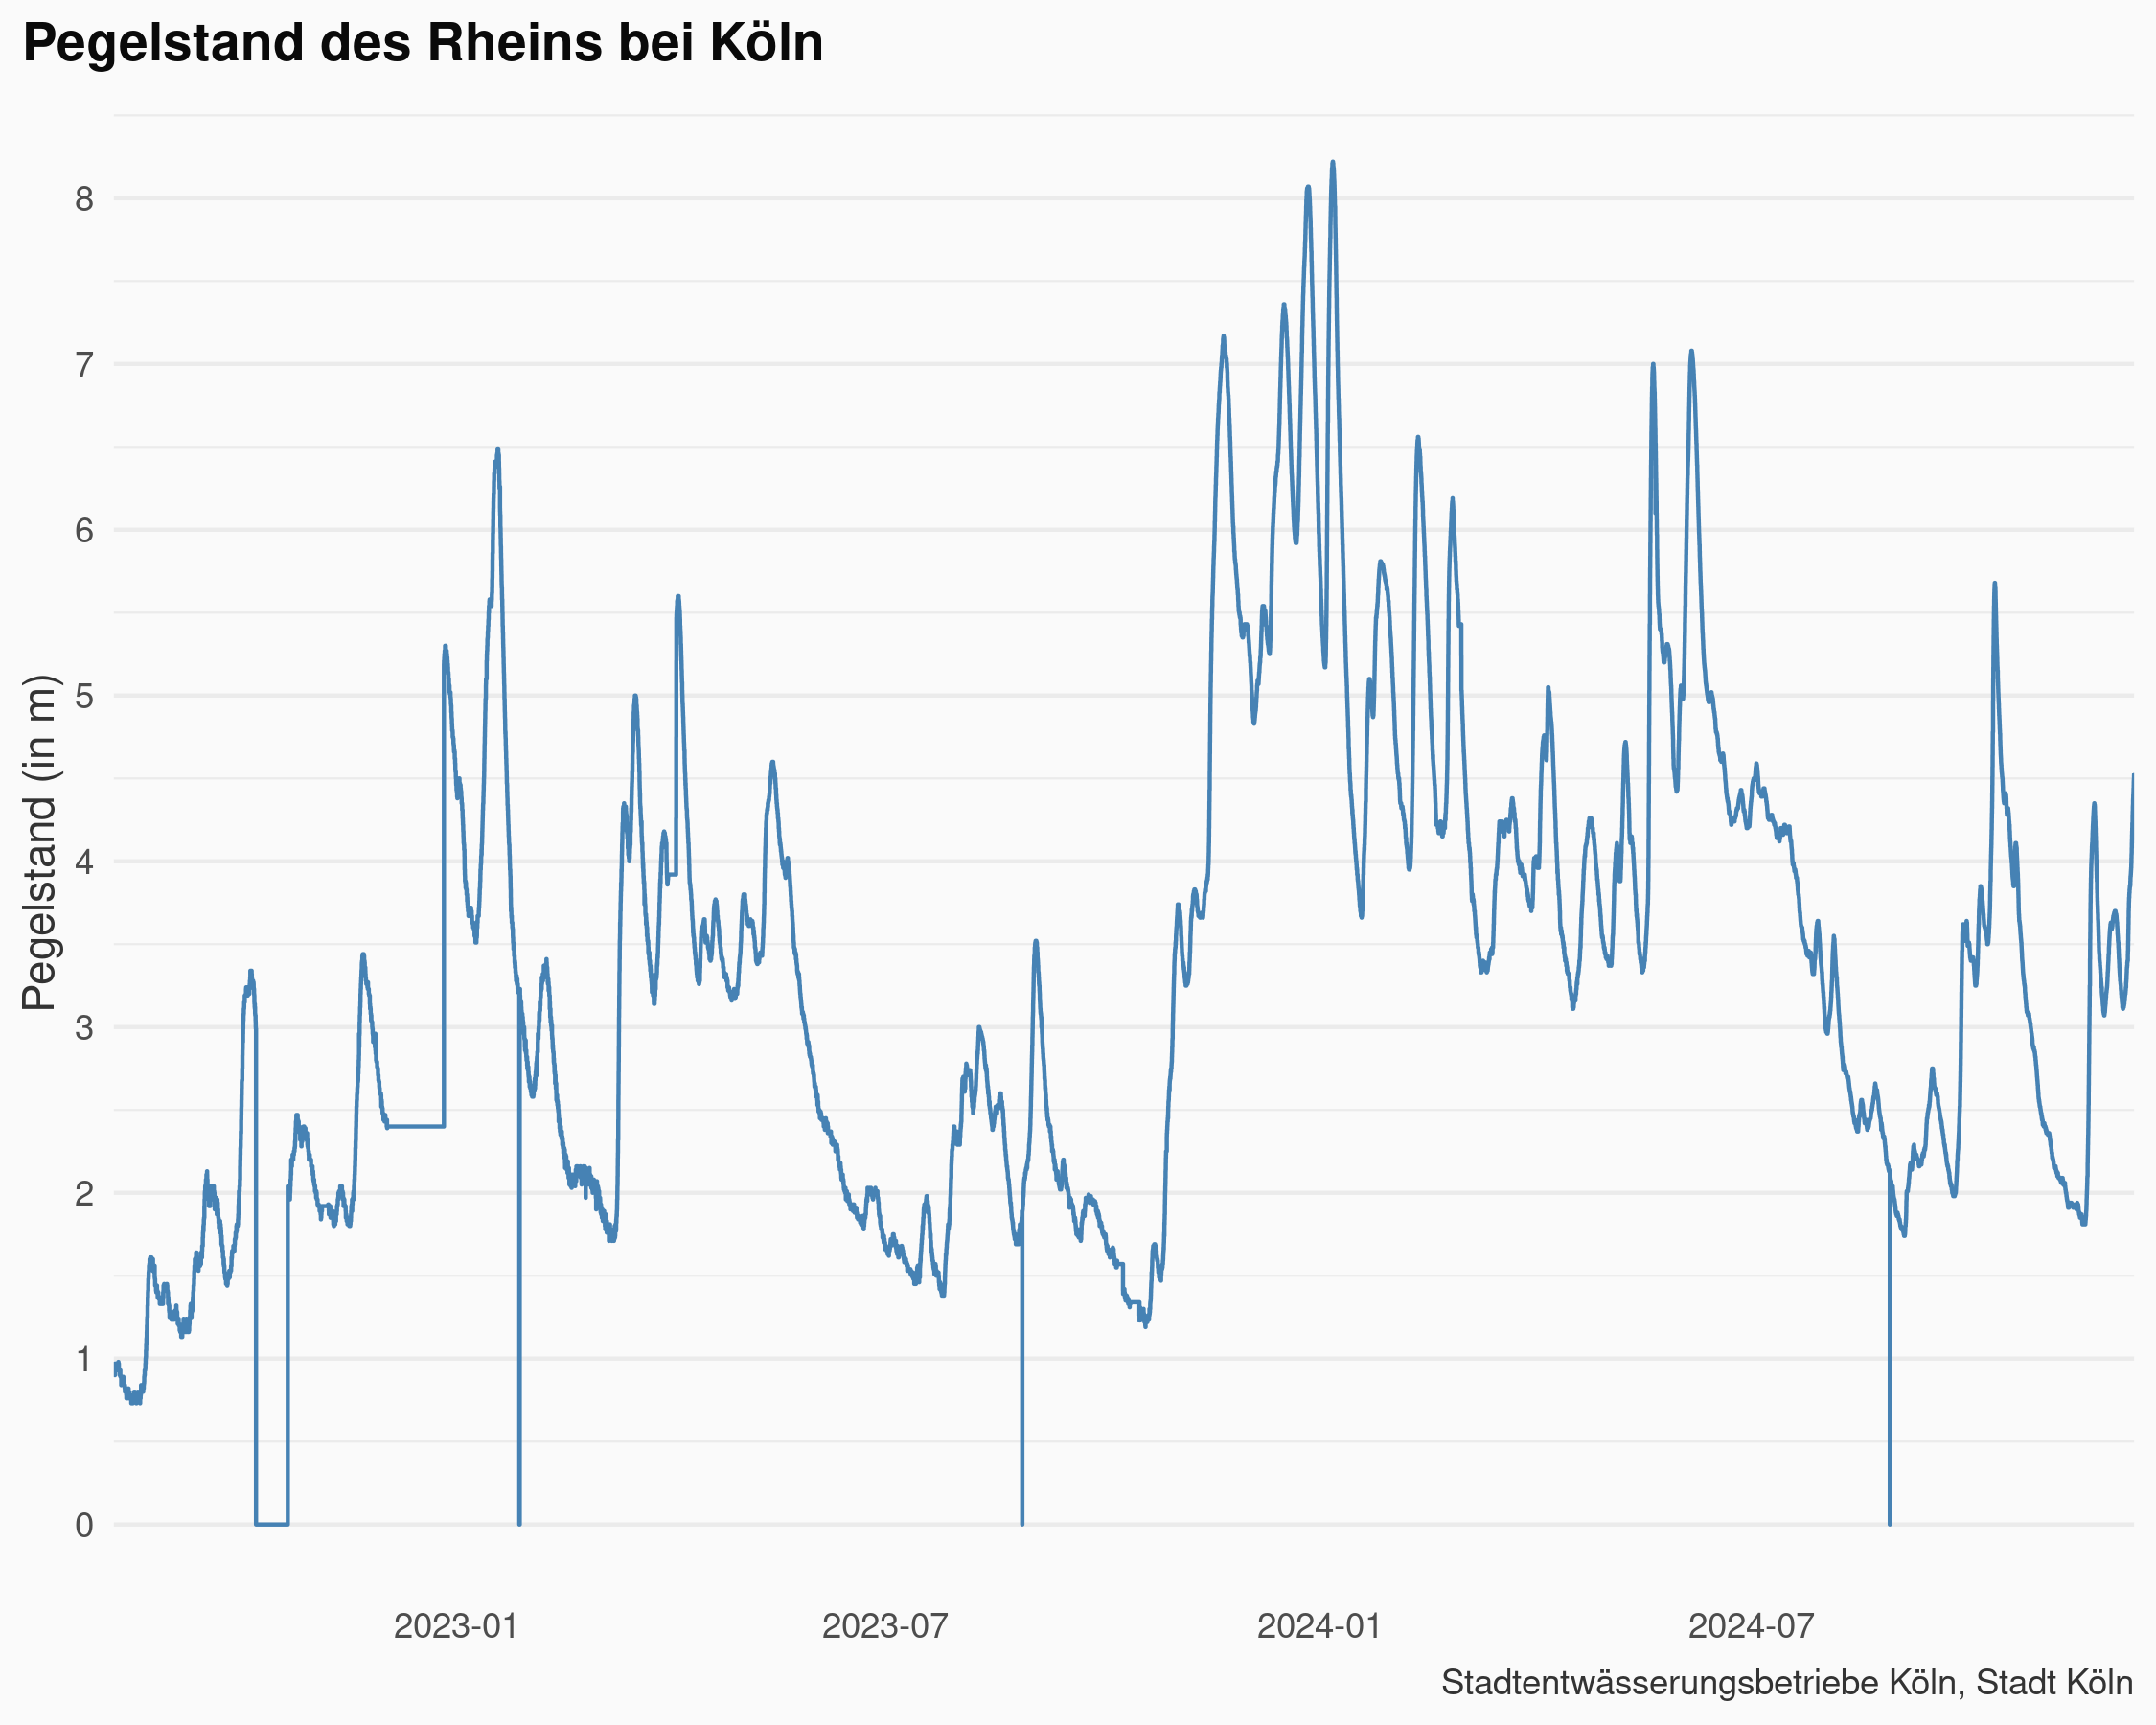 Pegelstand des Rheins bei Köln
Pegelstand (in m)
8
7
6
5
4
3
2
1
0
2023-01 2023-07 2024-01 2024-07
Stadtentwässerungsbetriebe Köln, Stadt Köln